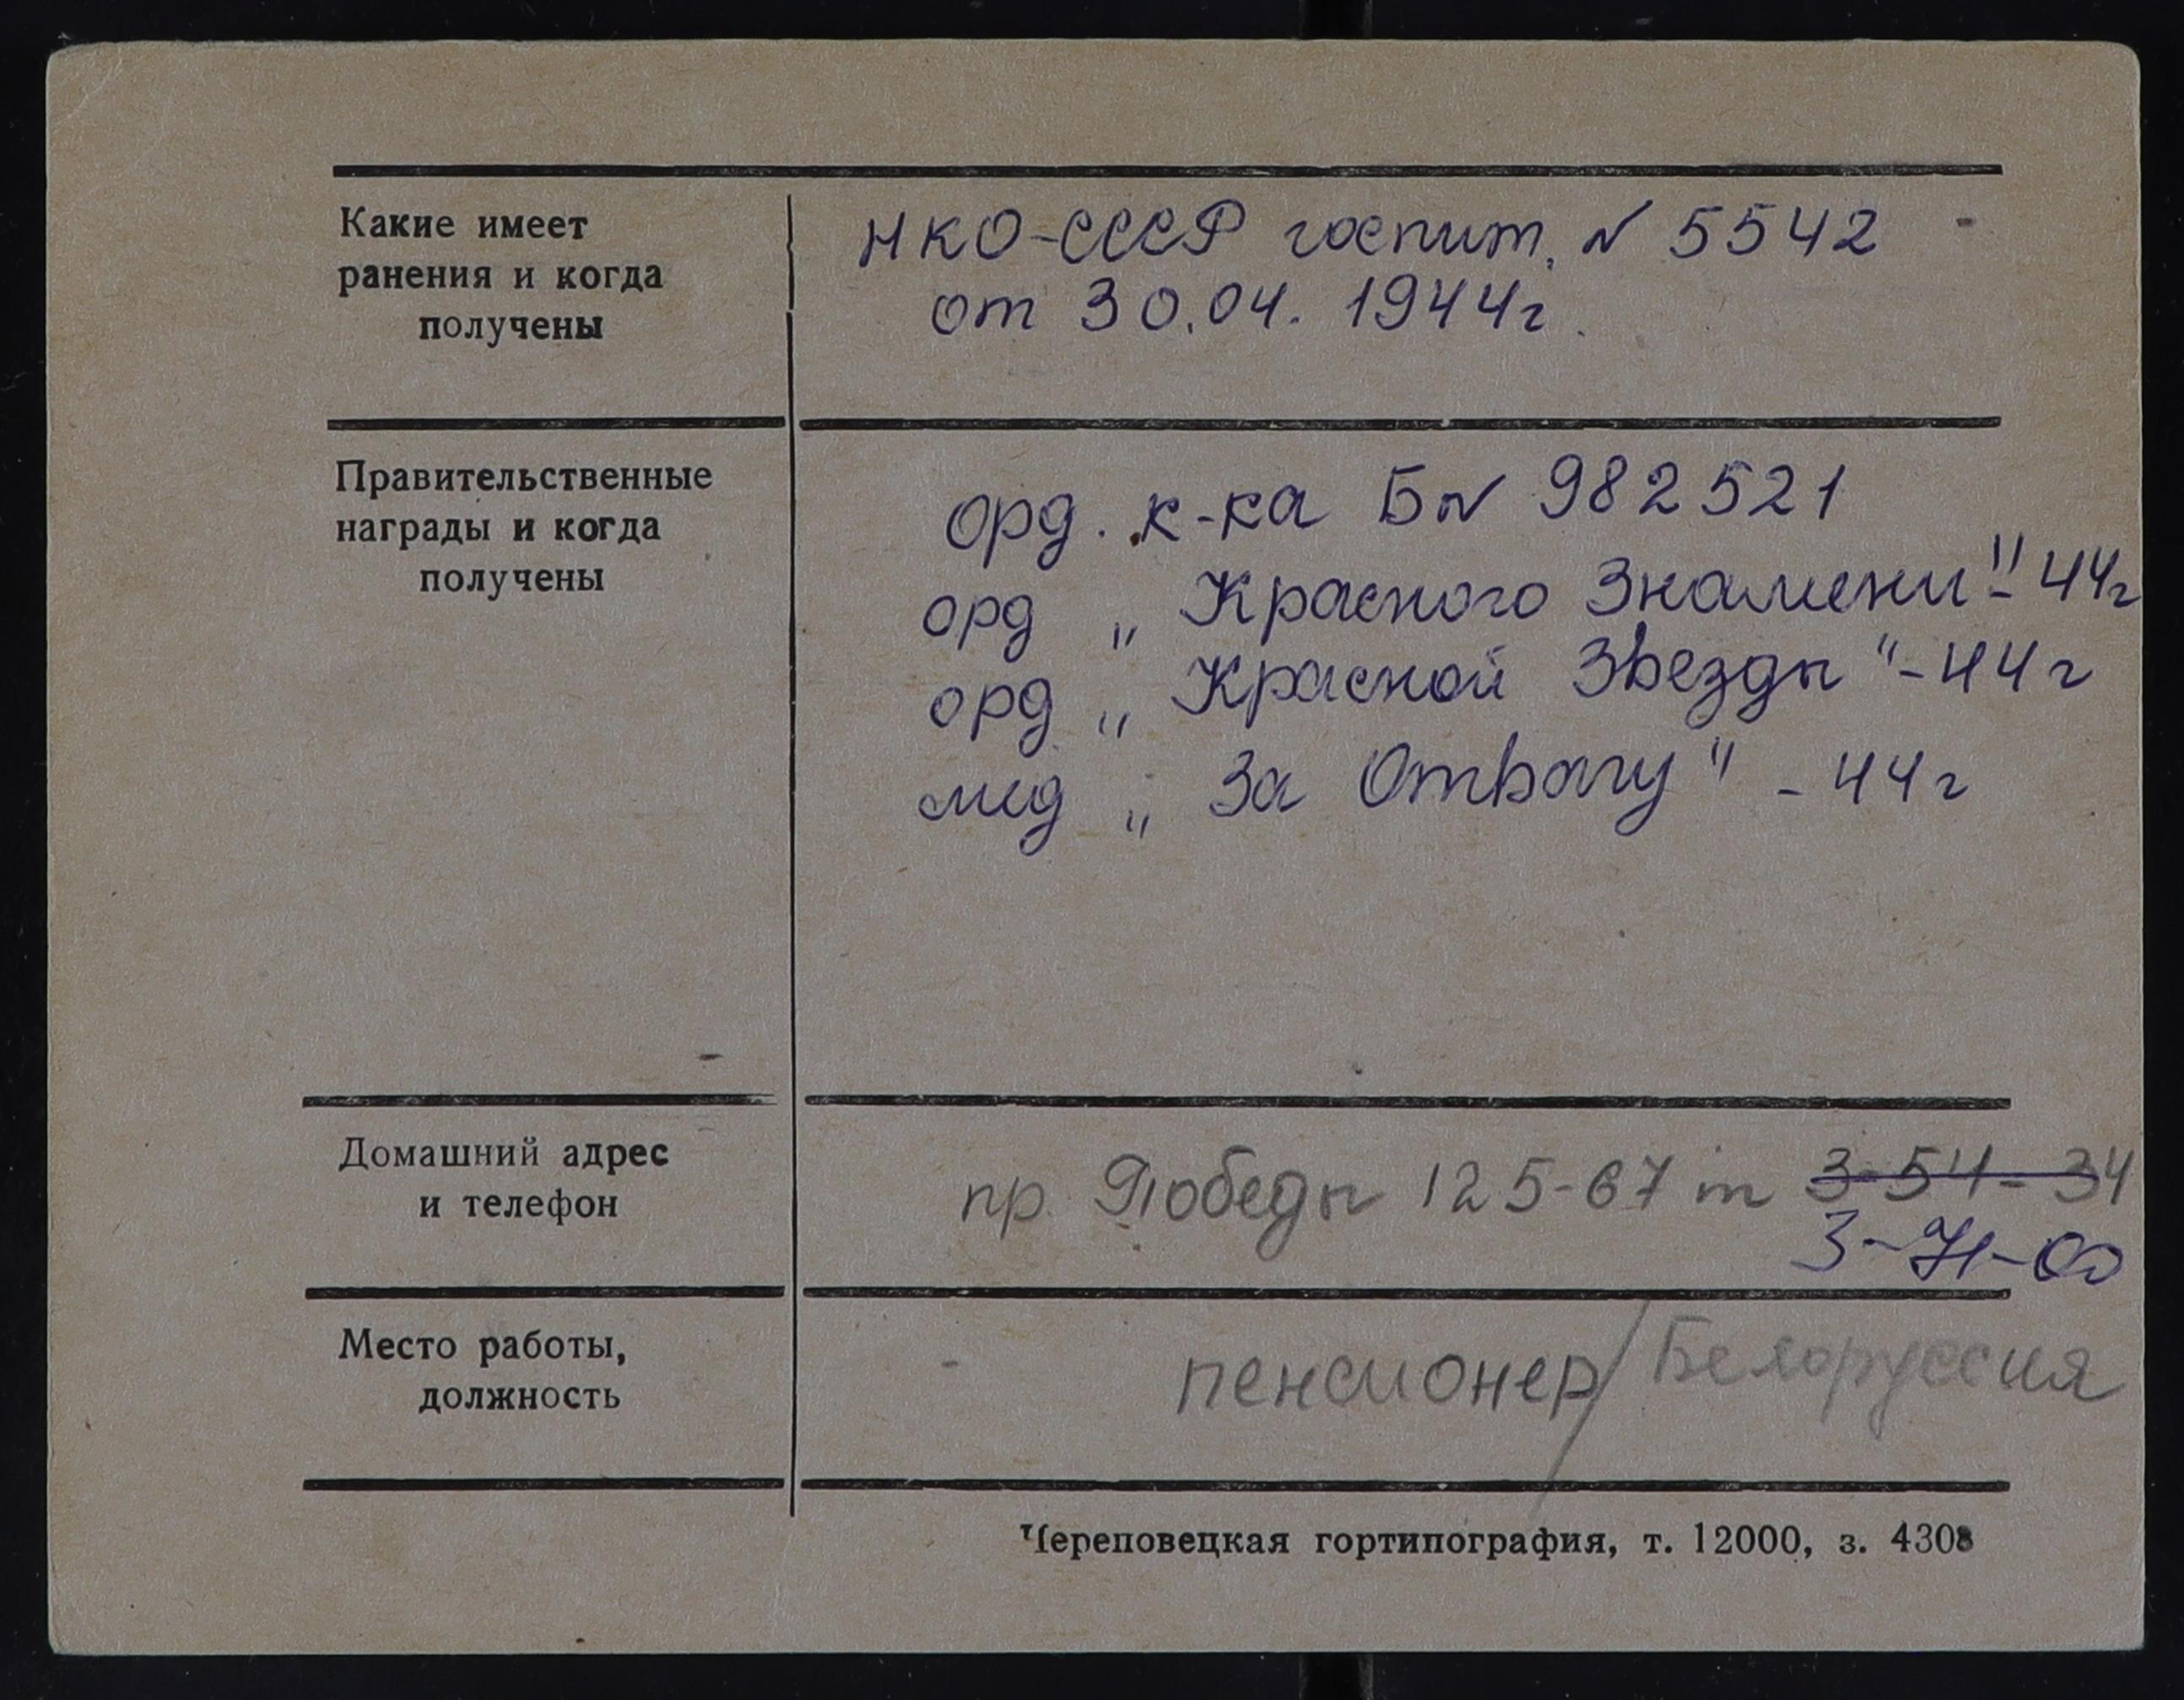 Какие имеет
ранения и когда
получены
НКО-СССР госпит. N 5542
от 30.04. 1944г.
Правительственные
награды и когда
получены
орд. к-ка Б N 982521
орд „Красного Знамени" - 44г
орд „Красной Звезды" - 44г
мед „За Отвагу" - 44г
Домашний адрес
и телефон
пр. Победы 125-67 т 3-54-34
3-71-00
Место работы,
должность
пенсионер / Белоруссия
Череповецкая гортипография, т. 12000, з. 4308